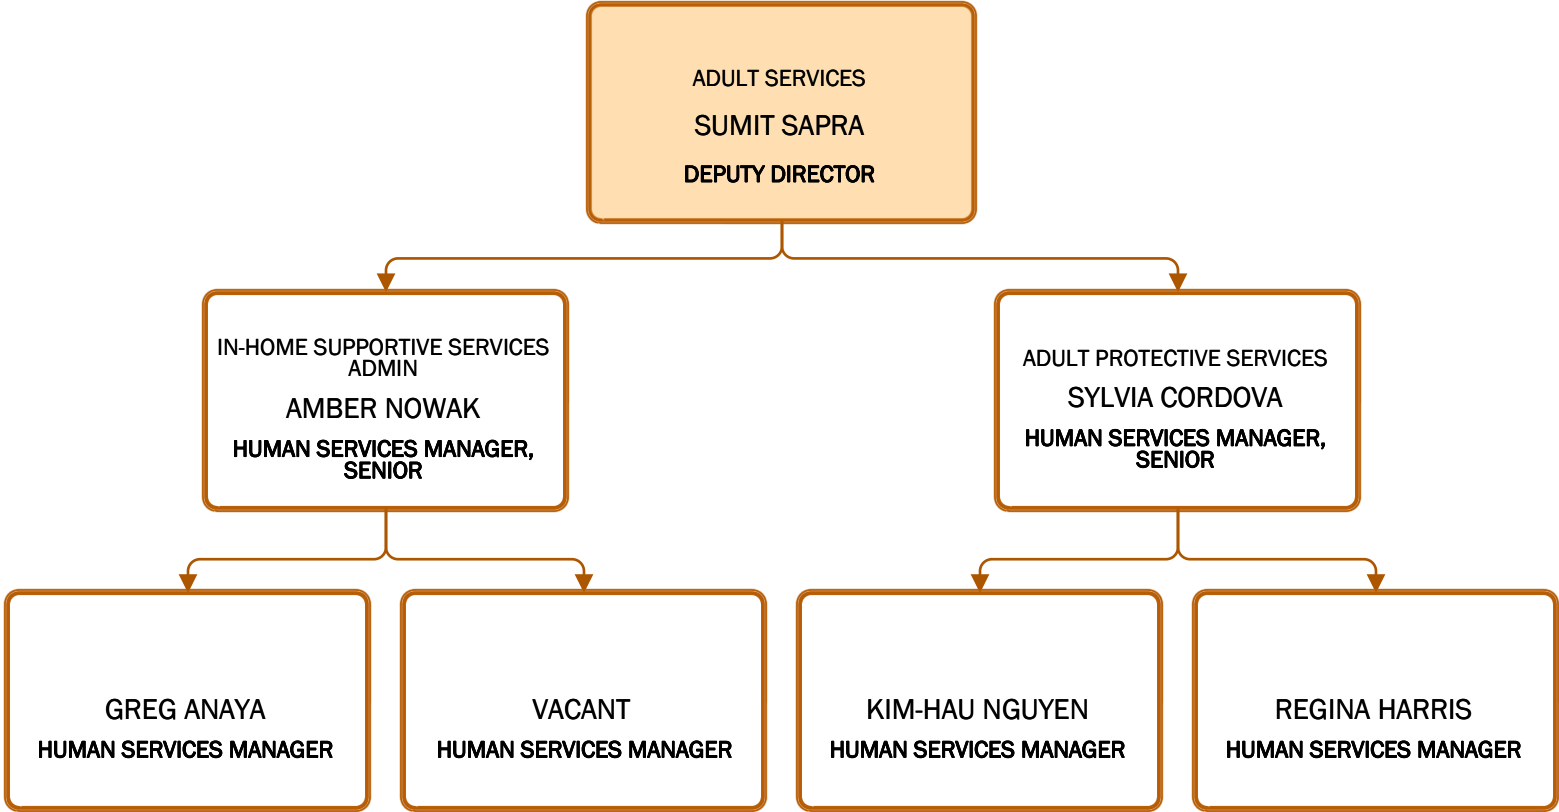 ADULT SERVICES
SUMIT SAPRA
DEPUTY DIRECTOR
IN-HOME SUPPORTIVE SERVICES
ADMIN
AMBER NOWAK
HUMAN SERVICES MANAGER,
SENIOR
ADULT PROTECTIVE SERVICES
SYLVIA CORDOVA
HUMAN SERVICES MANAGER,
SENIOR
GREG ANAYA
HUMAN SERVICES MANAGER
VACANT
HUMAN SERVICES MANAGER
KIM-HAU NGUYEN
HUMAN SERVICES MANAGER
REGINA HARRIS
HUMAN SERVICES MANAGER